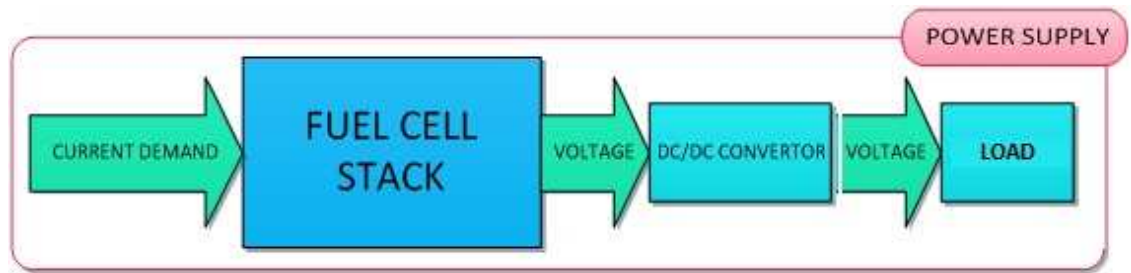 POWER SUPPLY
CURRENT DEMAND
FUEL CELL
STACK
VOLTAGE
DC/DC CONVERTOR
VOLTAGE
LOAD